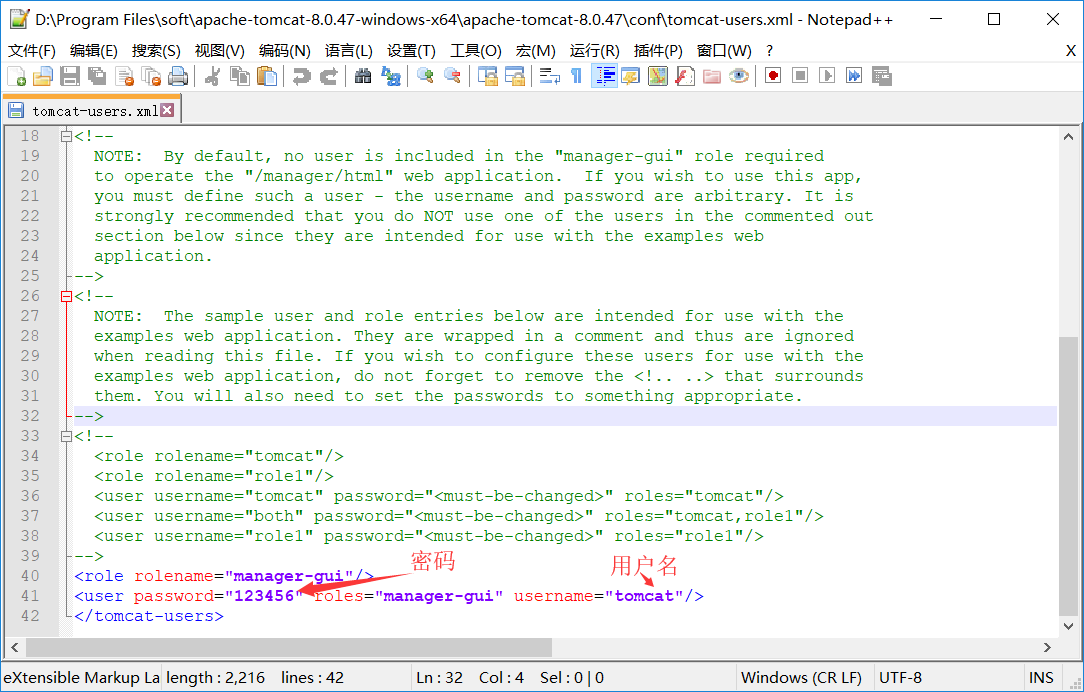 D:\Program Files\soft\apache-tomcat-8.0.47-windows-x64\apache-tomcat-8.0.47\conf\tomcat-users.xml - Notepad++
文件(F) 编辑(E) 搜索(S) 视图(V) 编码(N) 语言(L) 设置(T) 工具(O) 宏(M) 运行(R) 插件(P) 窗口(W) ? X
tomcat-users.xml
18 <!--
19 NOTE:  By default, no user is included in the "manager-gui" role required
20 to operate the "/manager/html" web application.  If you wish to use this app,
21 you must define such a user - the username and password are arbitrary. It is
22 strongly recommended that you do NOT use one of the users in the commented out
23 section below since they are intended for use with the examples web
24 application.
25 -->
26 <!--
27 NOTE:  The sample user and role entries below are intended for use with the
28 examples web application. They are wrapped in a comment and thus are ignored
29 when reading this file. If you wish to configure these users for use with the
30 examples web application, do not forget to remove the <!.. ..> that surrounds
31 them. You will also need to set the passwords to something appropriate.
32 -->
33 <!--
34 <role rolename="tomcat"/>
35 <role rolename="role1"/>
36 <user username="tomcat" password="<must-be-changed>" roles="tomcat"/>
37 <user username="both" password="<must-be-changed>" roles="tomcat,role1"/>
38 <user username="role1" password="<must-be-changed>" roles="role1"/>
39 -->
密码 用户名
40 <role rolename="manager-gui"/>
41 <user password="123456" roles="manager-gui" username="tomcat"/>
42 </tomcat-users>
eXtensible Markup La length : 2,216 lines : 42 Ln : 32 Col : 4 Sel : 0 | 0 Windows (CR LF) UTF-8 INS